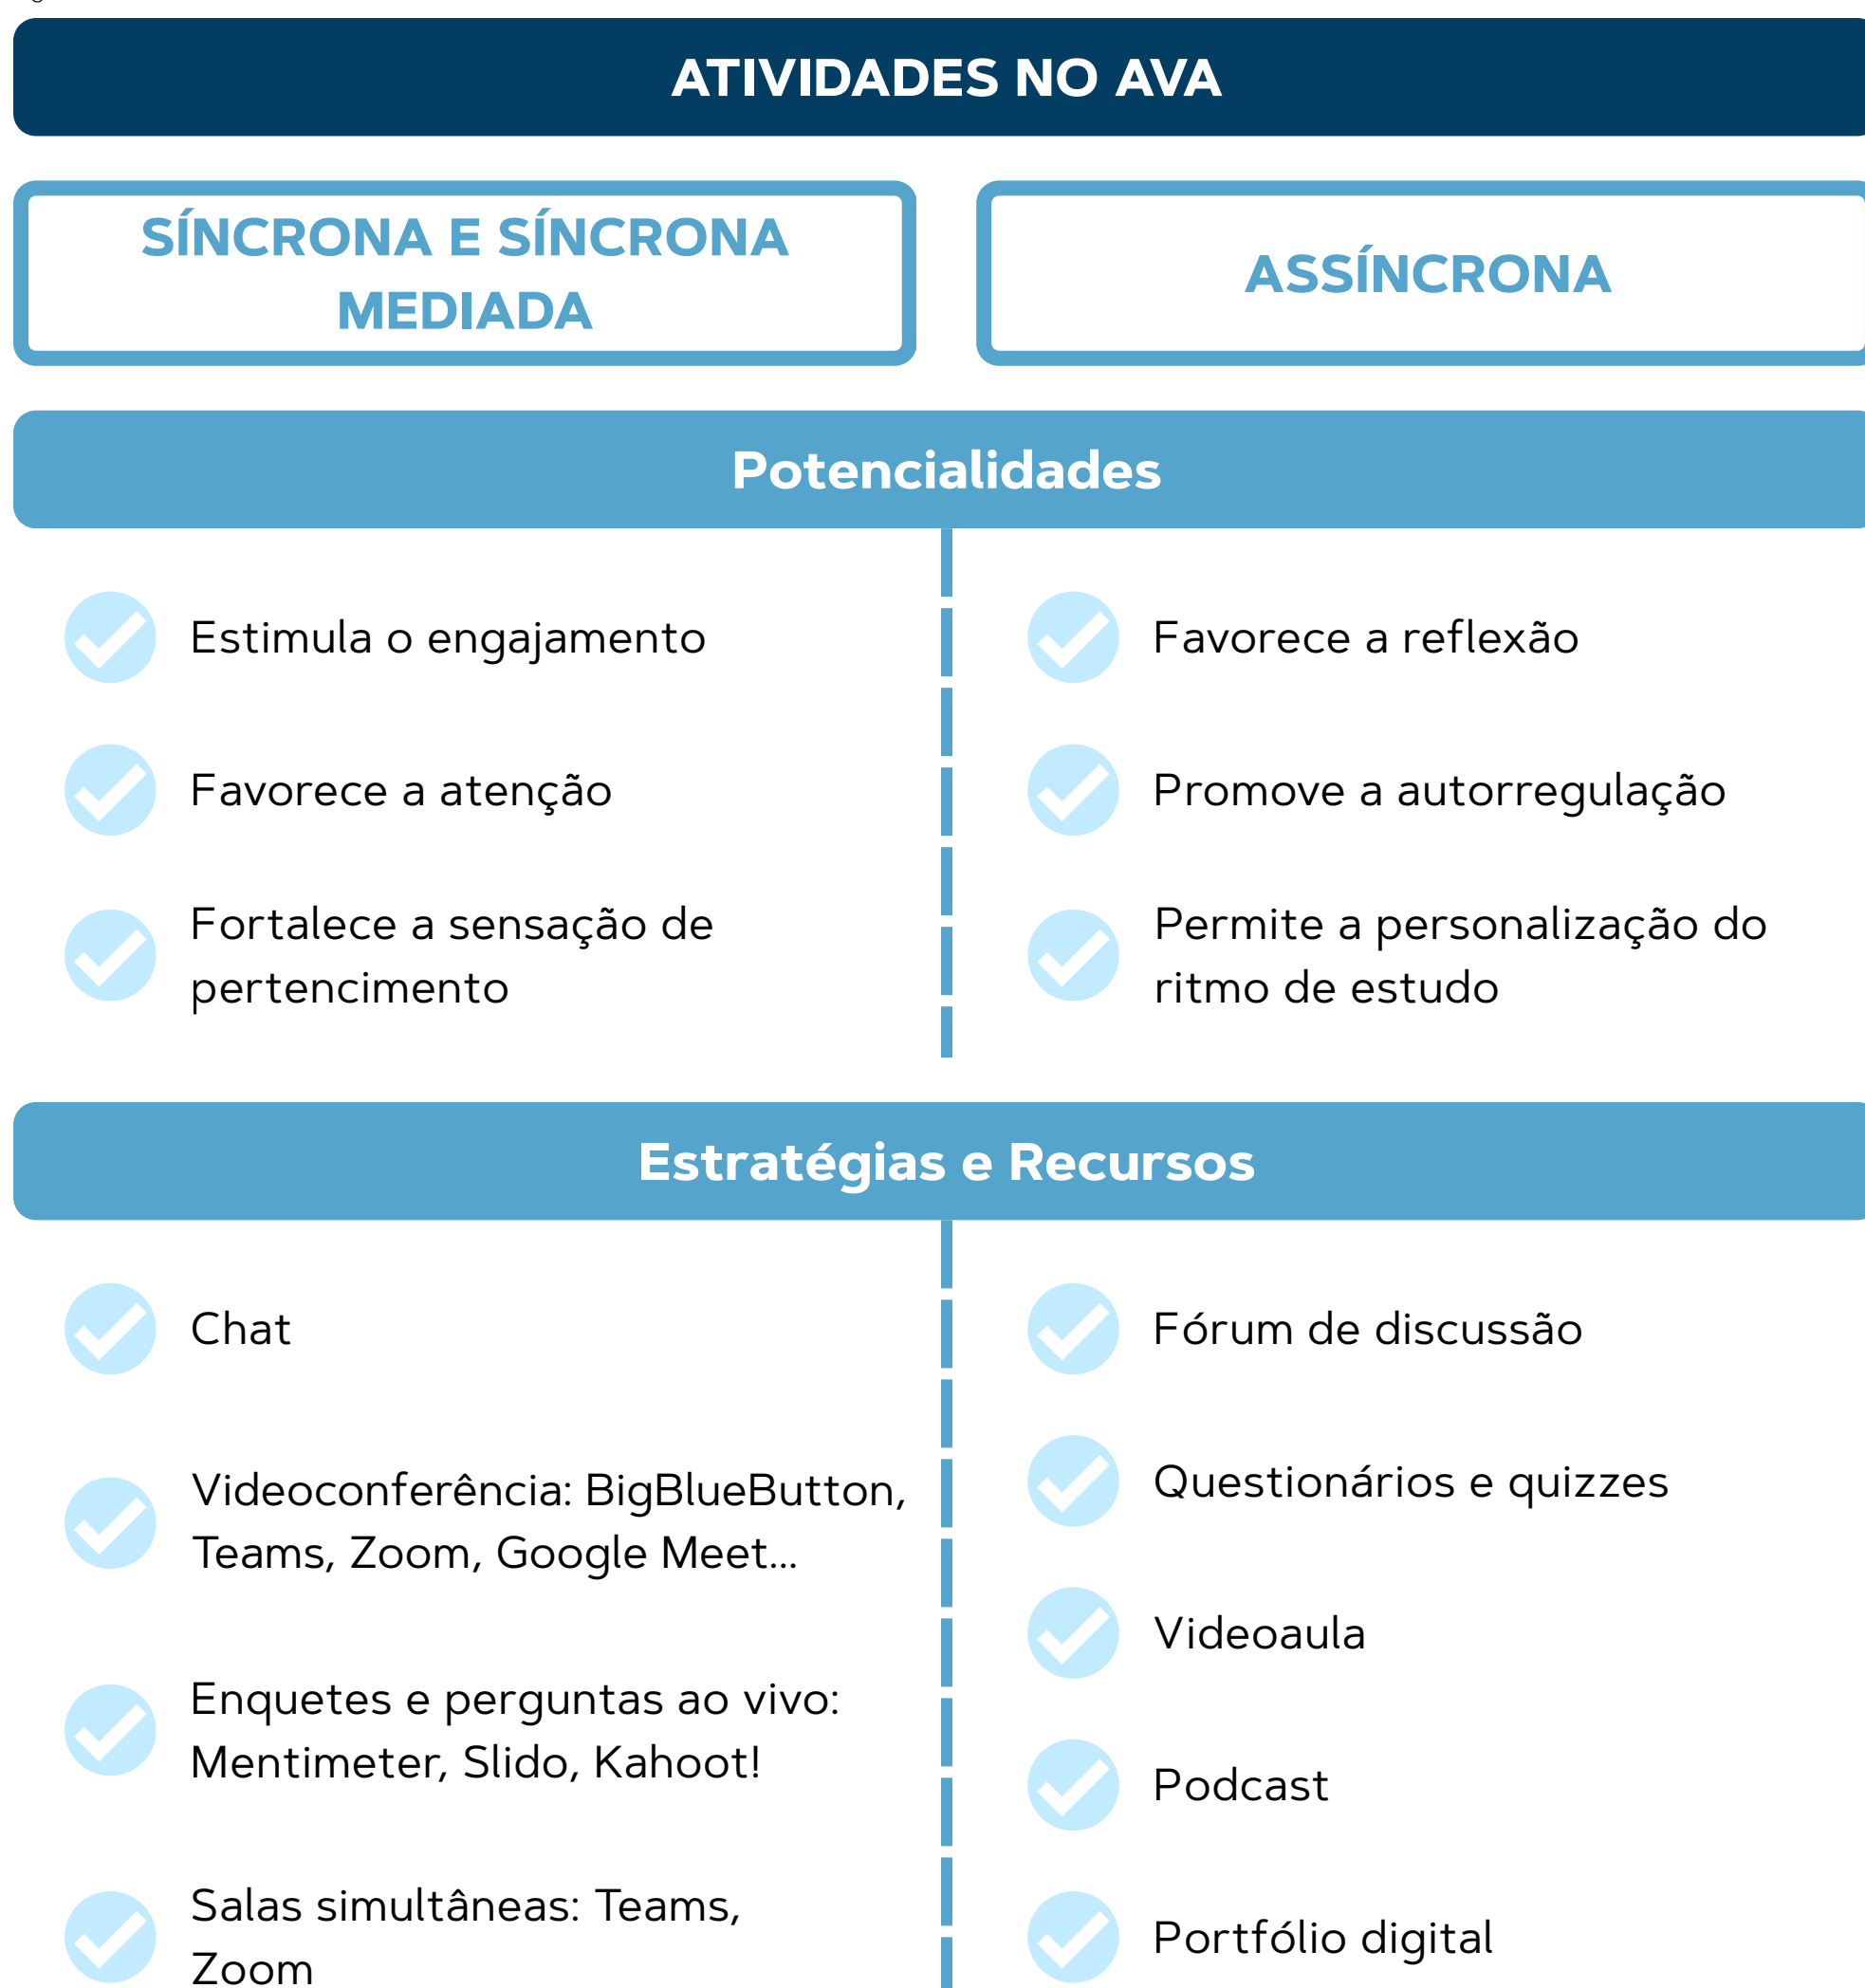 ATIVIDADES NO AVA
SÍNCRONA E SÍNCRONA
MEDIADA
ASSÍNCRONA
Potencialidades
Estimula o engajamento
Favorece a atenção
Fortalece a sensação de
pertencimento
Favorece a reflexão
Promove a autorregulação
Permite a personalização do
ritmo de estudo
Estratégias e Recursos
Chat
Videoconferência: BigBlueButton,
Teams, Zoom, Google Meet...
Enquetes e perguntas ao vivo:
Mentimeter, Slido, Kahoot!
Salas simultâneas: Teams,
Zoom
Fórum de discussão
Questionários e quizzes
Videoaula
Podcast
Portfólio digital